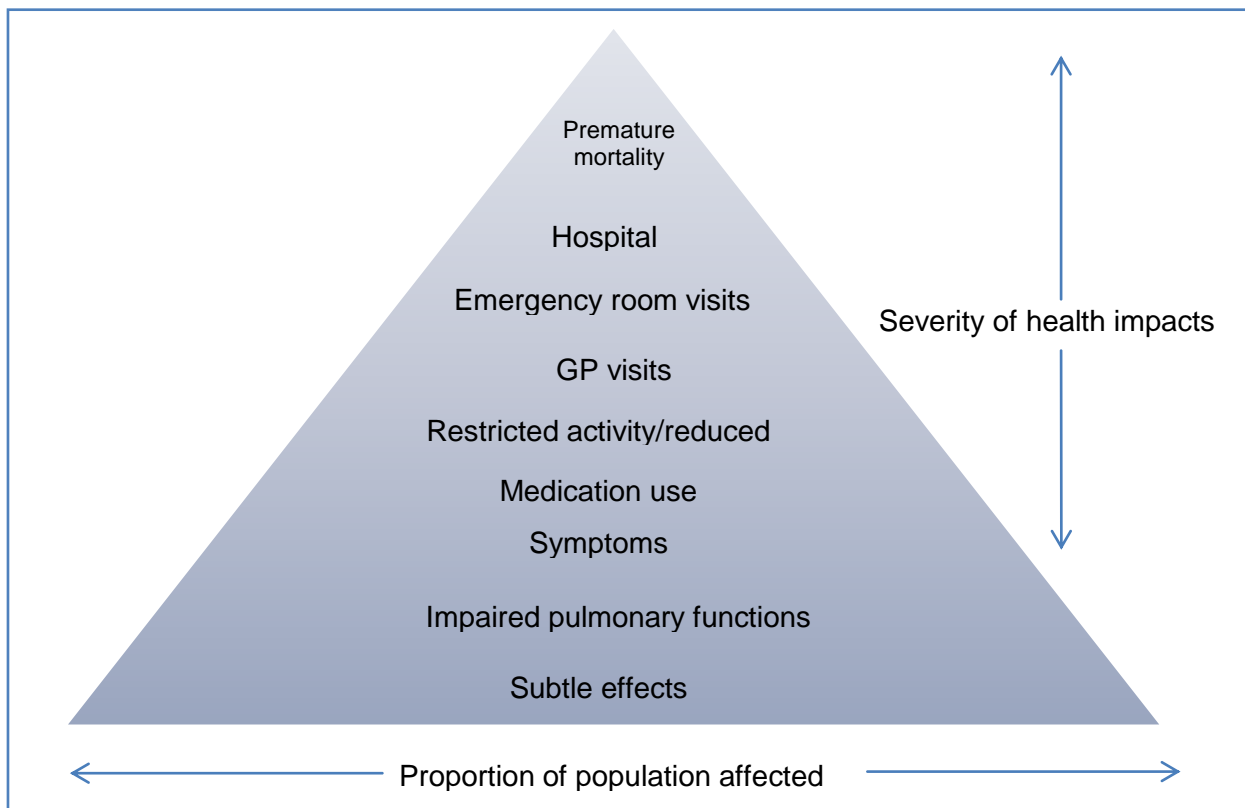 Premature
mortality
Hospital
Emergency room visits
Severity of health impacts
GP visits
Restricted activity/reduced
Medication use
Symptoms
Impaired pulmonary functions
Subtle effects
Proportion of population affected